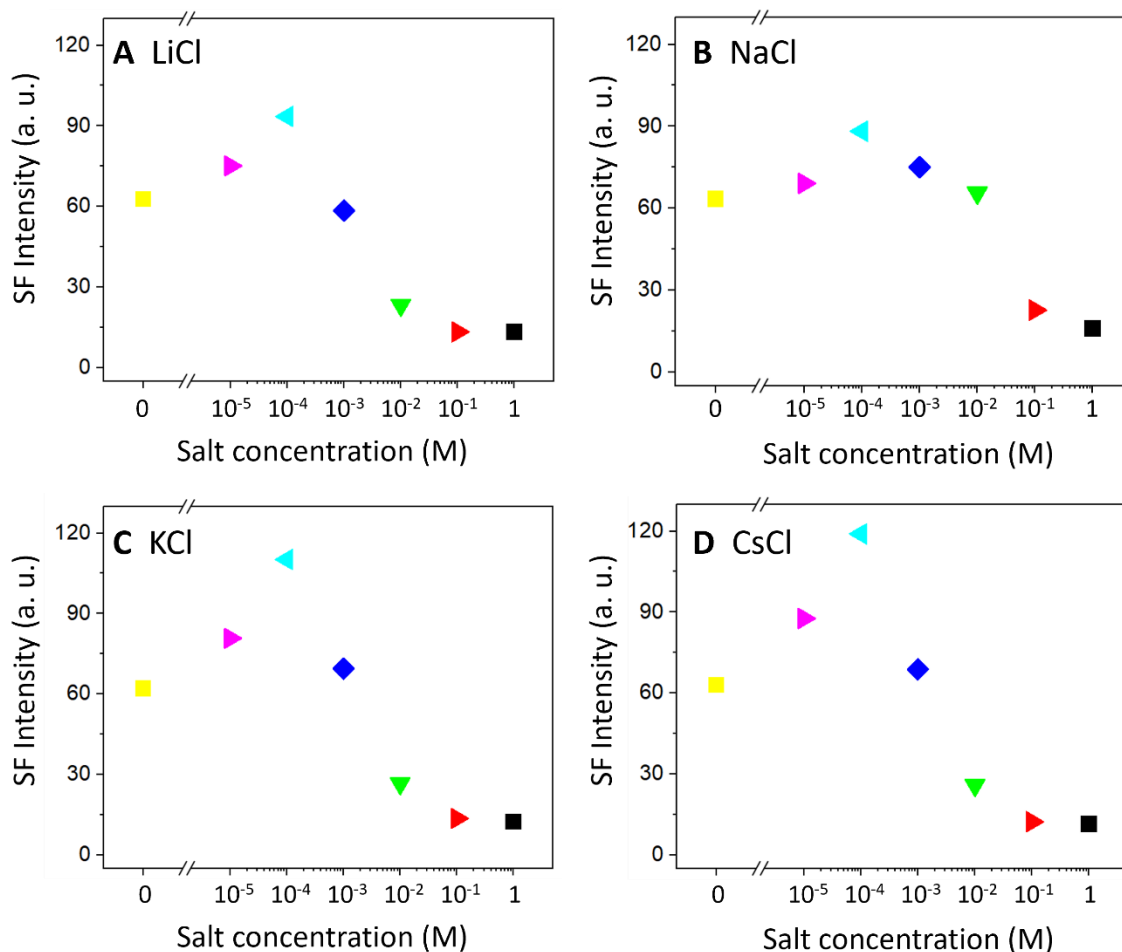 A LiCl
SF Intensity (a. u.)
120
90
60
30
0
0 10⁻⁵ 10⁻⁴ 10⁻³ 10⁻² 10⁻¹ 1
Salt concentration (M)
B NaCl
SF Intensity (a. u.)
120
90
60
30
0
0 10⁻⁵ 10⁻⁴ 10⁻³ 10⁻² 10⁻¹ 1
Salt concentration (M)
C KCl
SF Intensity (a. u.)
120
90
60
30
0
0 10⁻⁵ 10⁻⁴ 10⁻³ 10⁻² 10⁻¹ 1
Salt concentration (M)
D CsCl
SF Intensity (a. u.)
120
90
60
30
0
0 10⁻⁵ 10⁻⁴ 10⁻³ 10⁻² 10⁻¹ 1
Salt concentration (M)